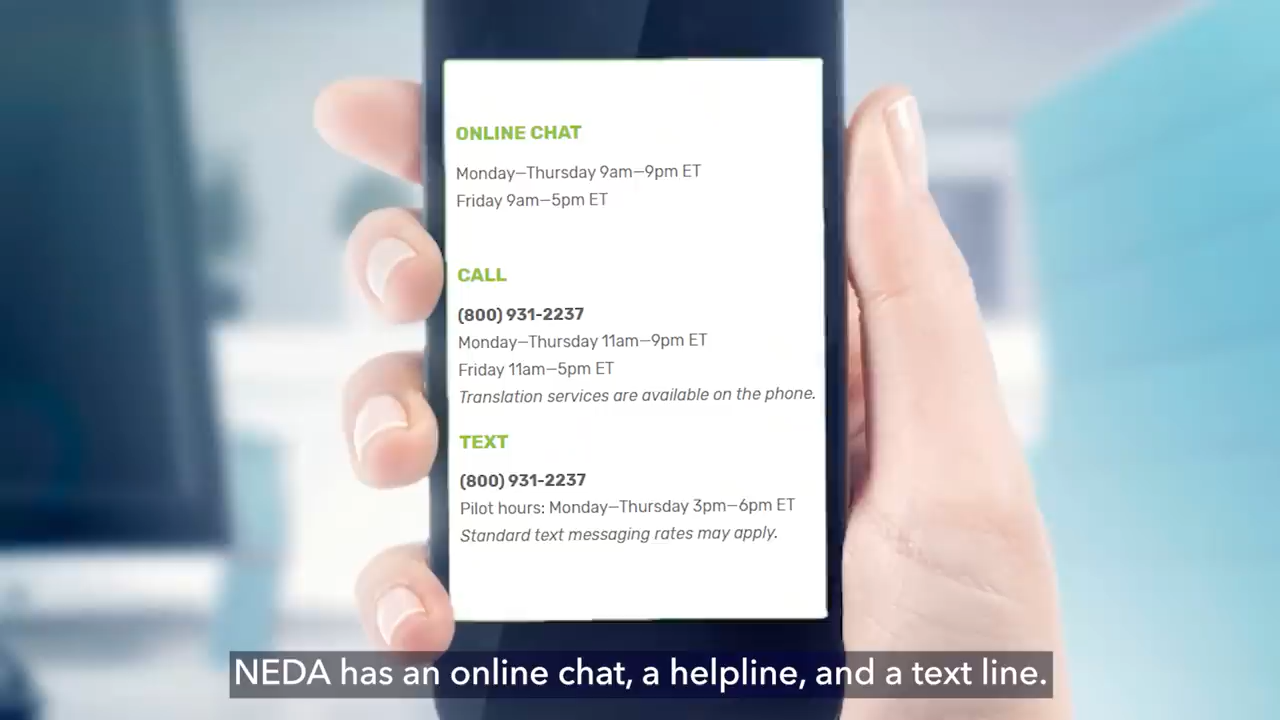 ONLINE CHAT
Monday–Thursday 9am–9pm ET
Friday 9am–5pm ET
CALL
(800) 931-2237
Monday–Thursday 11am–9pm ET
Friday 11am–5pm ET
Translation services are available on the phone.
TEXT
(800) 931-2237
Pilot hours: Monday–Thursday 3pm–6pm ET
Standard text messaging rates may apply.
NEDA has an online chat, a helpline, and a text line.